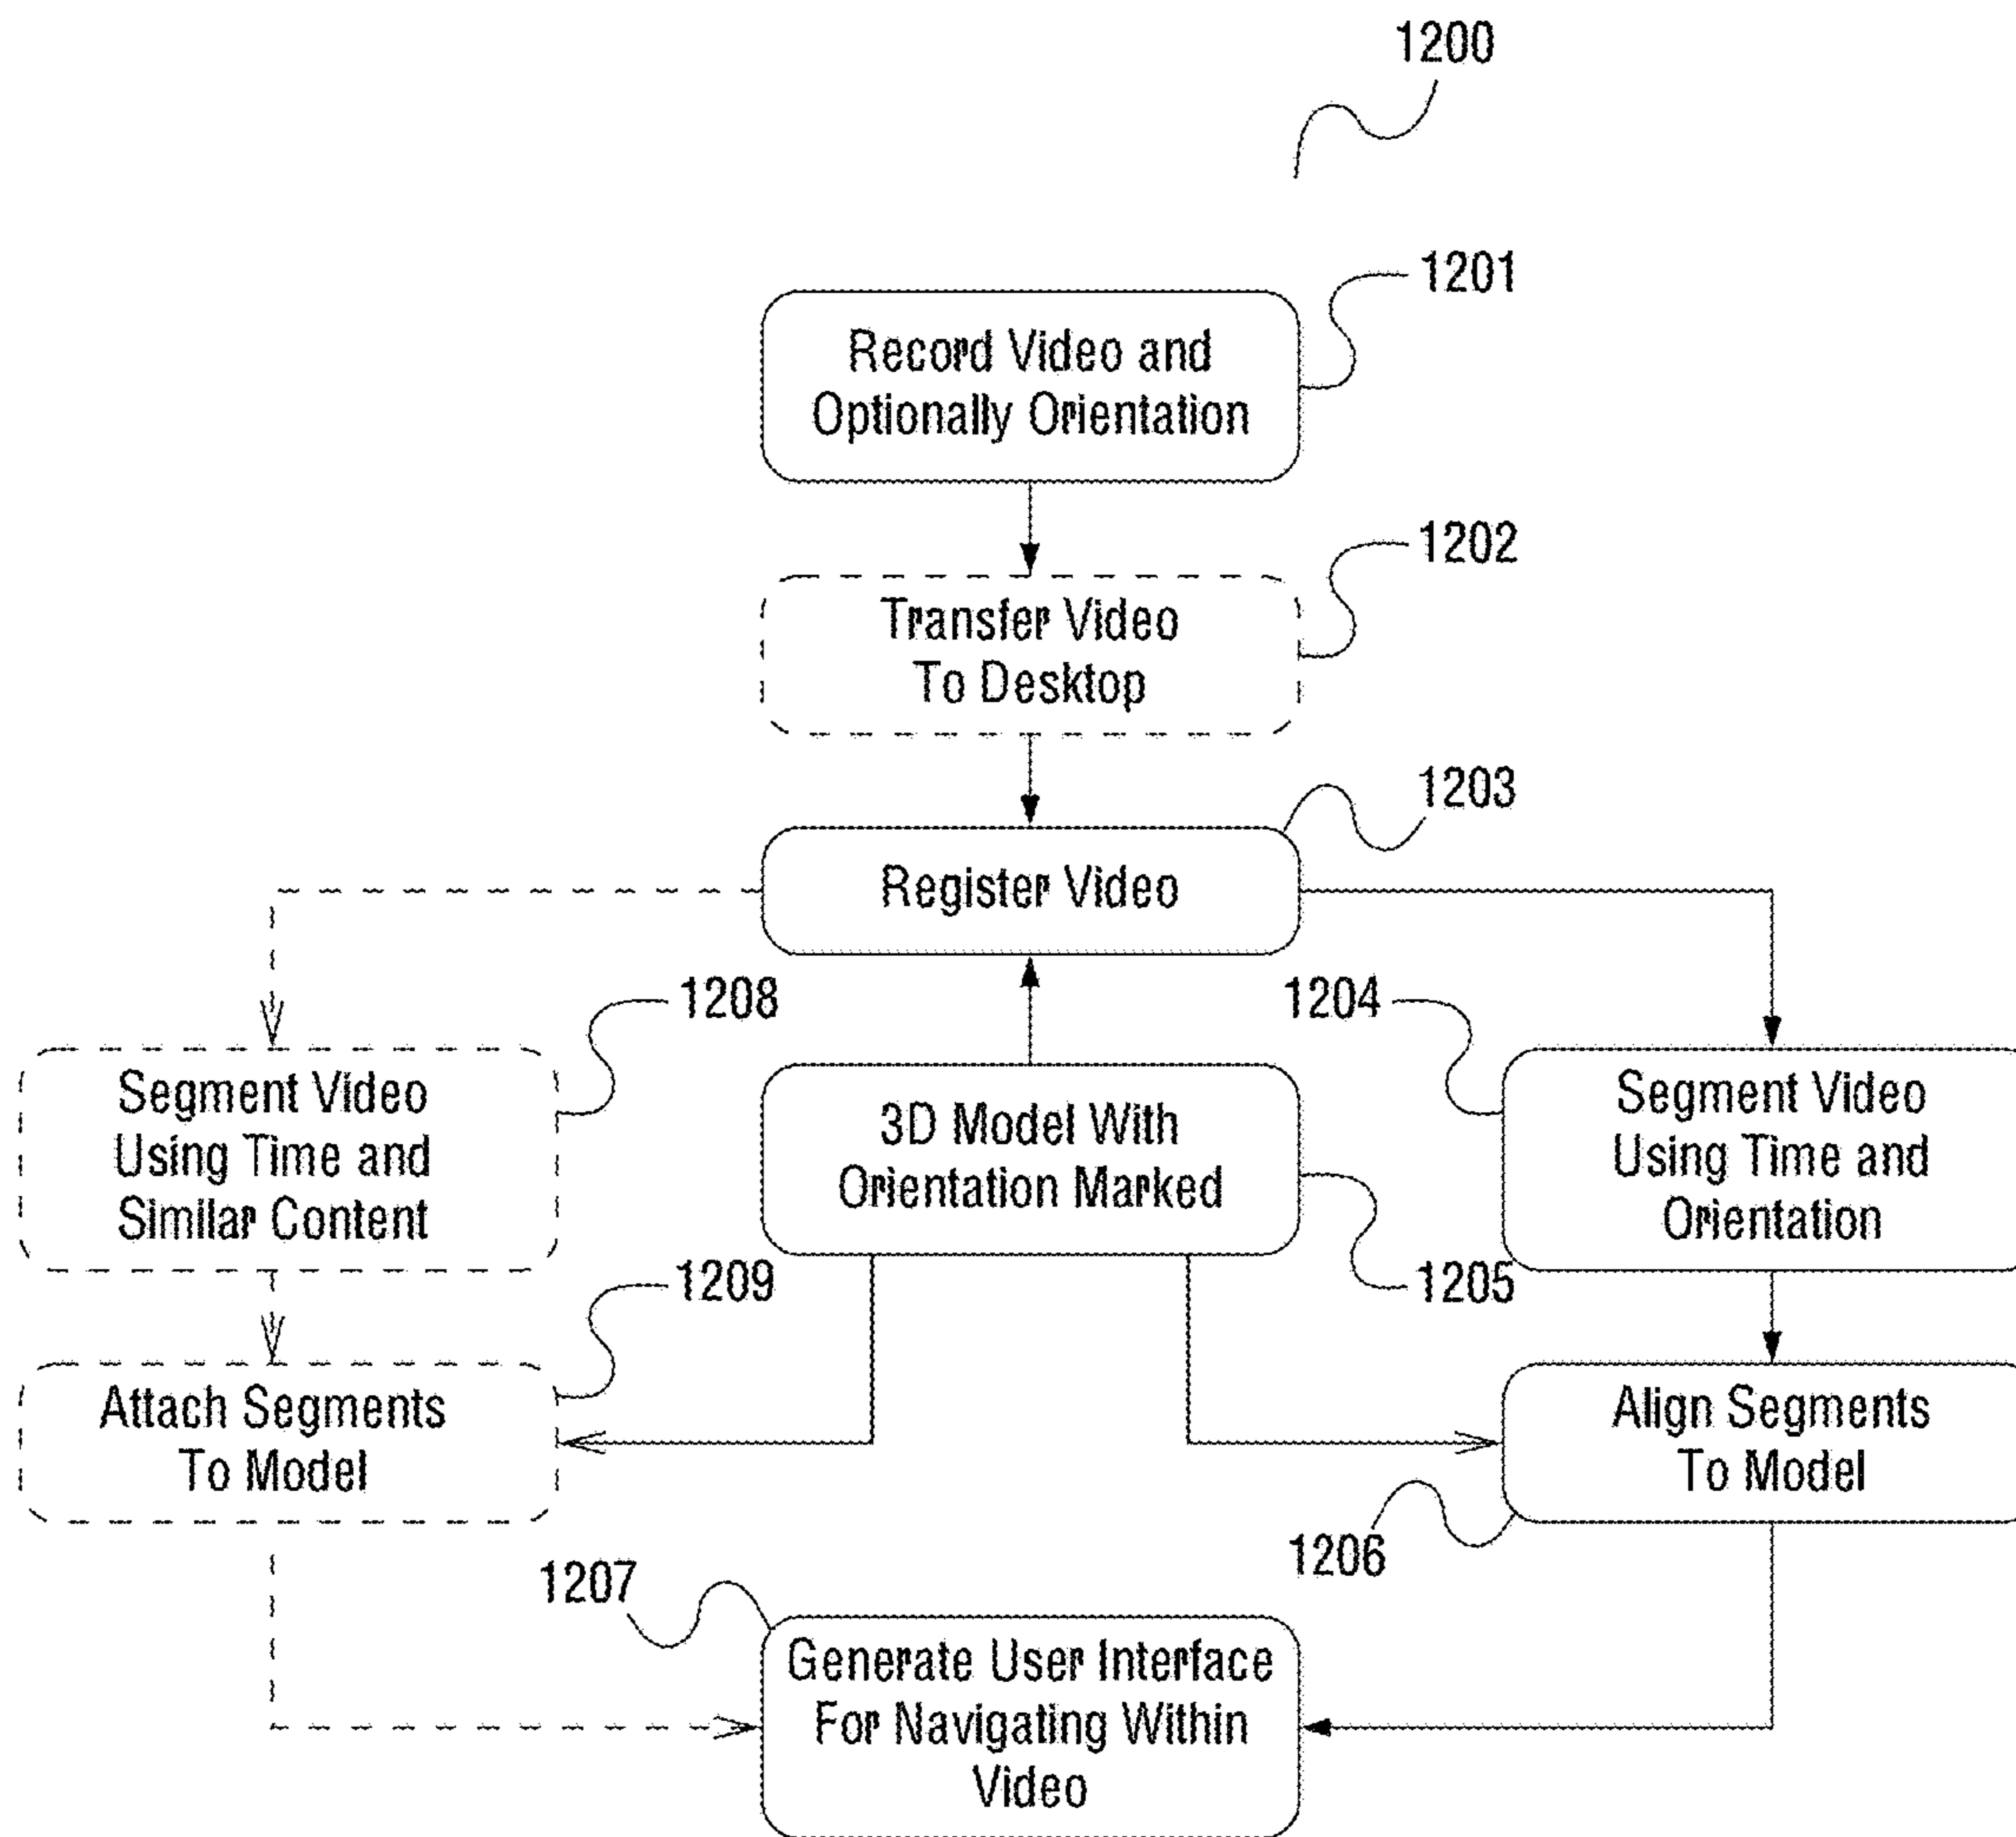 1200
1201
Record Video and
Optionally Orientation
1202
Transfer Video
To Desktop
1203
Register Video
1208
1204
Segment Video
Using Time and
Similar Content
3D Model With
Orientation Marked
Segment Video
Using Time and
Orientation
1209
1205
Attach Segments
To Model
Align Segments
To Model
1206
1207
Generate User Interface
For Navigating Within
Video